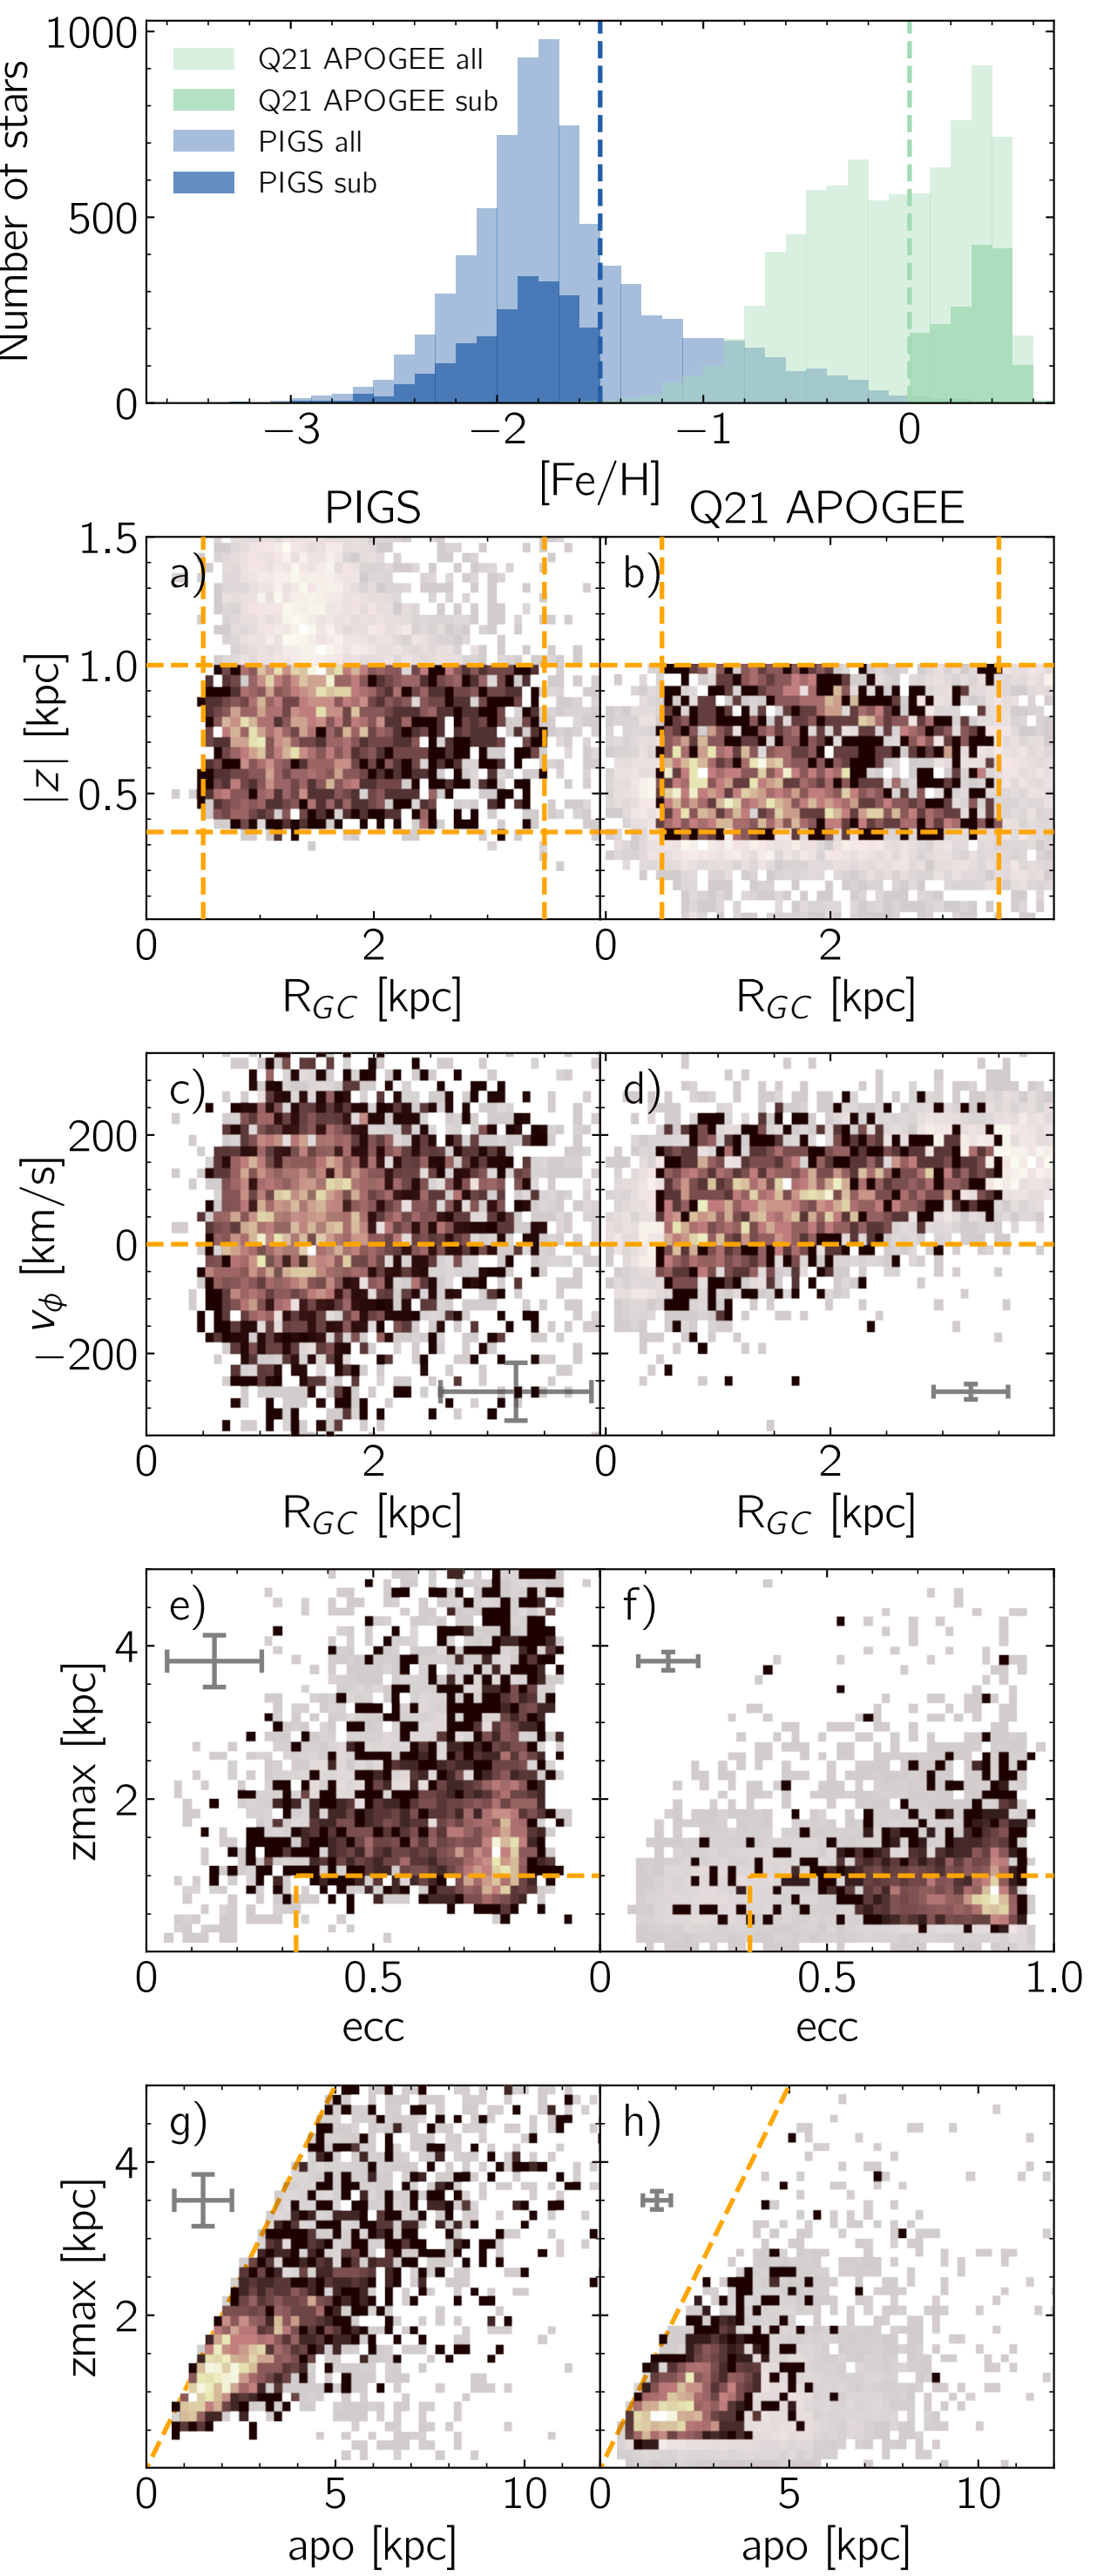 1000
500
0
Number of stars
Q21 APOGEE all
Q21 APOGEE sub
PIGS all
PIGS sub
−3 −2 −1 0
[Fe/H]
PIGS Q21 APOGEE
a) b)
1.5
1.0
0.5
|z| [kpc]
0 2 0 2
R_GC [kpc] R_GC [kpc]
c) d)
200
0
−200
v_ϕ [km/s]
0 2 0 2
R_GC [kpc] R_GC [kpc]
e) f)
4
2
zmax [kpc]
0 0.5 0 0.5 1.0
ecc ecc
g) h)
4
2
zmax [kpc]
0 5 10 0 5 10
apo [kpc] apo [kpc]